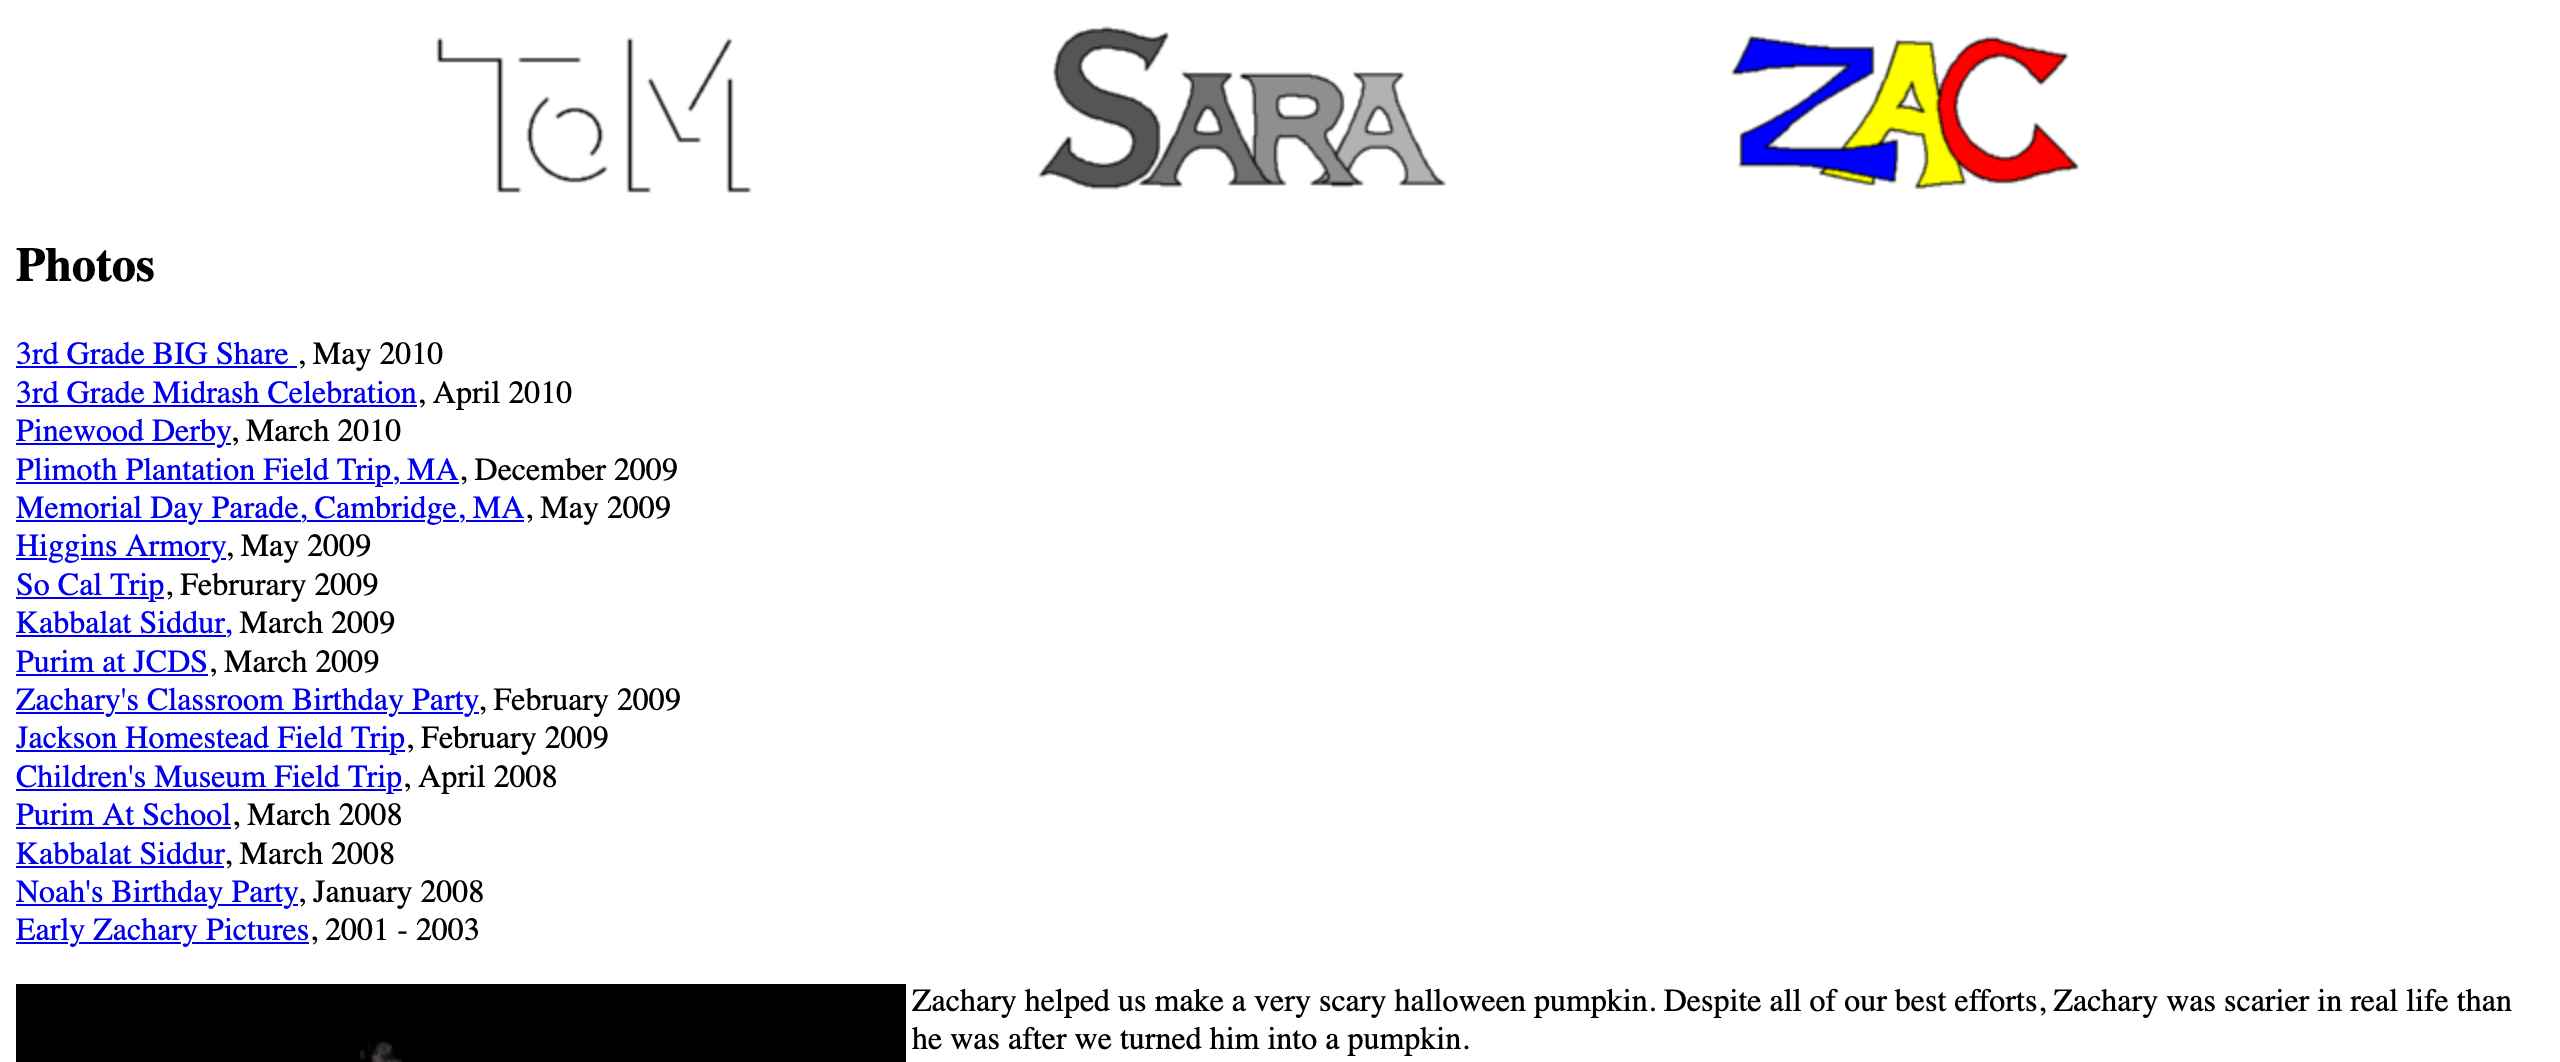 TOM SARA ZAC
Photos
3rd Grade BIG Share , May 2010
3rd Grade Midrash Celebration, April 2010
Pinewood Derby, March 2010
Plimoth Plantation Field Trip, MA, December 2009
Memorial Day Parade, Cambridge, MA, May 2009
Higgins Armory, May 2009
So Cal Trip, Februrary 2009
Kabbalat Siddur, March 2009
Purim at JCDS, March 2009
Zachary's Classroom Birthday Party, February 2009
Jackson Homestead Field Trip, February 2009
Children's Museum Field Trip, April 2008
Purim At School, March 2008
Kabbalat Siddur, March 2008
Noah's Birthday Party, January 2008
Early Zachary Pictures, 2001 - 2003
Zachary helped us make a very scary halloween pumpkin. Despite all of our best efforts, Zachary was scarier in real life than
he was after we turned him into a pumpkin.